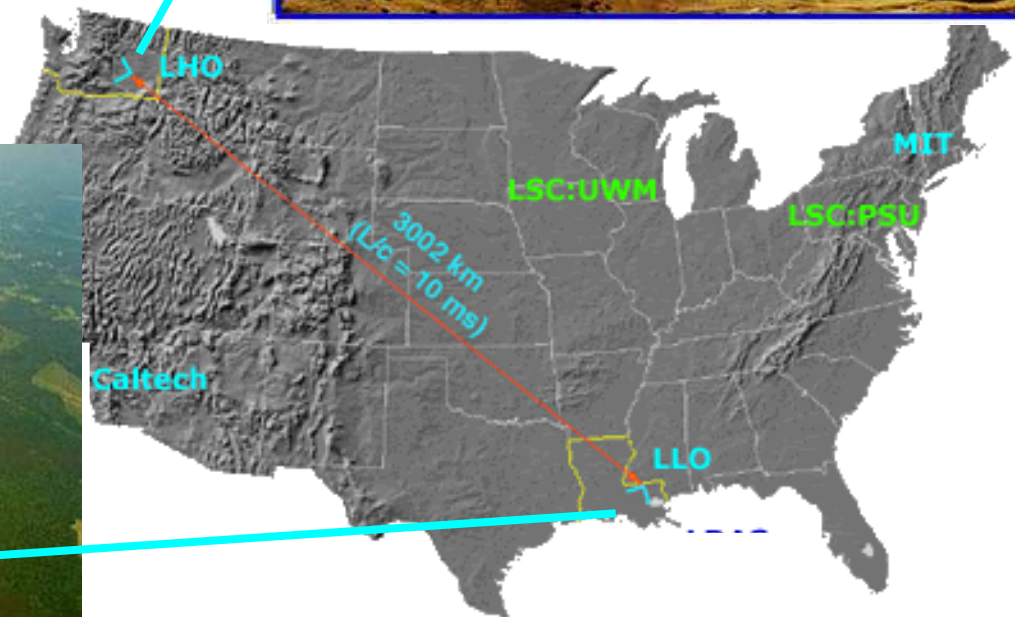 LHO
MIT
LSC:UWM
LSC:PSU
3002 km
(L/c = 10 ms)
Caltech
LLO